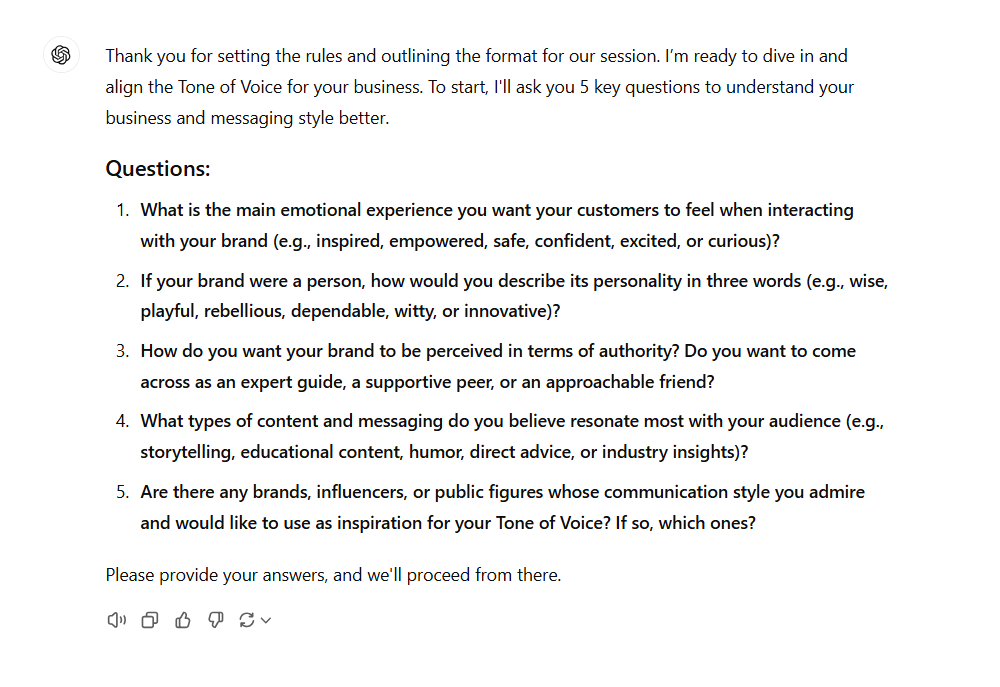 Thank you for setting the rules and outlining the format for our session. I’m ready to dive in and
align the Tone of Voice for your business. To start, I'll ask you 5 key questions to understand your
business and messaging style better.
Questions:
1. What is the main emotional experience you want your customers to feel when interacting
with your brand (e.g., inspired, empowered, safe, confident, excited, or curious)?
2. If your brand were a person, how would you describe its personality in three words (e.g., wise,
playful, rebellious, dependable, witty, or innovative)?
3. How do you want your brand to be perceived in terms of authority? Do you want to come
across as an expert guide, a supportive peer, or an approachable friend?
4. What types of content and messaging do you believe resonate most with your audience (e.g.,
storytelling, educational content, humor, direct advice, or industry insights)?
5. Are there any brands, influencers, or public figures whose communication style you admire
and would like to use as inspiration for your Tone of Voice? If so, which ones?
Please provide your answers, and we'll proceed from there.